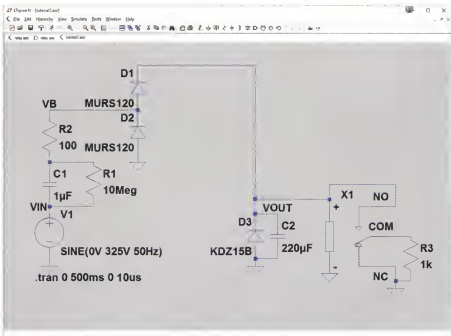 File Edit Hierarchy View Simulate Tools Window Help
D1
VB
MURS120
R2
D2
100
MURS120
C1
R1
1µF
10Meg
VIN
V1
SINE(0V 325V 50Hz)
.tran 0 500ms 0 10us
VOUT
D3
C2
KDZ15B
220µF
X1
NO
+
COM
R3
1k
-
NC